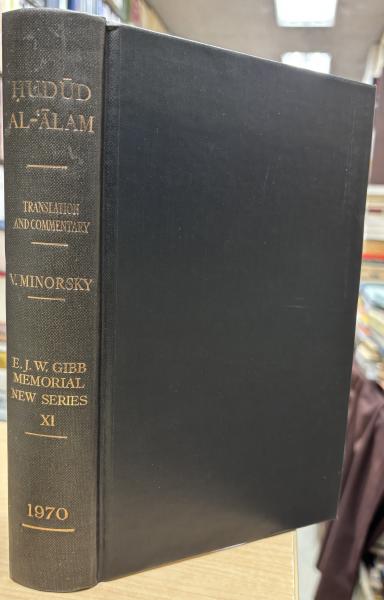 ḤUDŪD
AL-ʿĀLAM
TRANSLATION
AND COMMENTARY
V. MINORSKY
E. J. W. GIBB
MEMORIAL
NEW SERIES
XI
1970